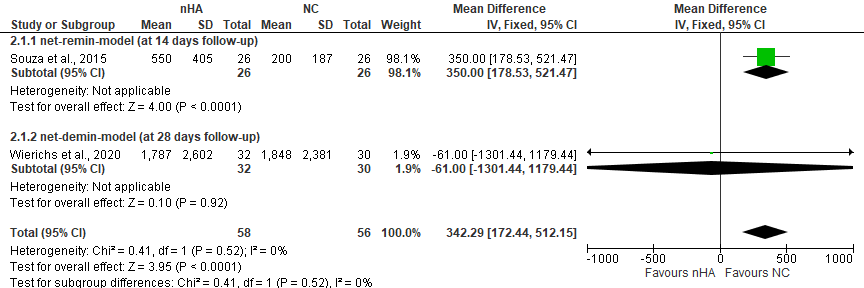 nHA NC Mean Difference Mean Difference
Study or Subgroup Mean SD Total Mean SD Total Weight IV, Fixed, 95% CI IV, Fixed, 95% CI
2.1.1 net-remin-model (at 14 days follow-up)
Souza et al., 2015 550 405 26 200 187 26 98.1% 350.00 [178.53, 521.47]
Subtotal (95% CI) 26 26 98.1% 350.00 [178.53, 521.47]
Heterogeneity: Not applicable
Test for overall effect: Z = 4.00 (P < 0.0001)
2.1.2 net-demin-model (at 28 days follow-up)
Wierichs et al., 2020 1,787 2,602 32 1,848 2,381 30 1.9% -61.00 [-1301.44, 1179.44]
Subtotal (95% CI) 32 30 1.9% -61.00 [-1301.44, 1179.44]
Heterogeneity: Not applicable
Test for overall effect: Z = 0.10 (P = 0.92)
Total (95% CI) 58 56 100.0% 342.29 [172.44, 512.15]
Heterogeneity: Chi² = 0.41, df = 1 (P = 0.52); I² = 0%
-1000 -500 0 500 1000
Test for overall effect: Z = 3.95 (P < 0.0001)
Favours nHA Favours NC
Test for subgroup differences: Chi² = 0.41, df = 1 (P = 0.52), I² = 0%